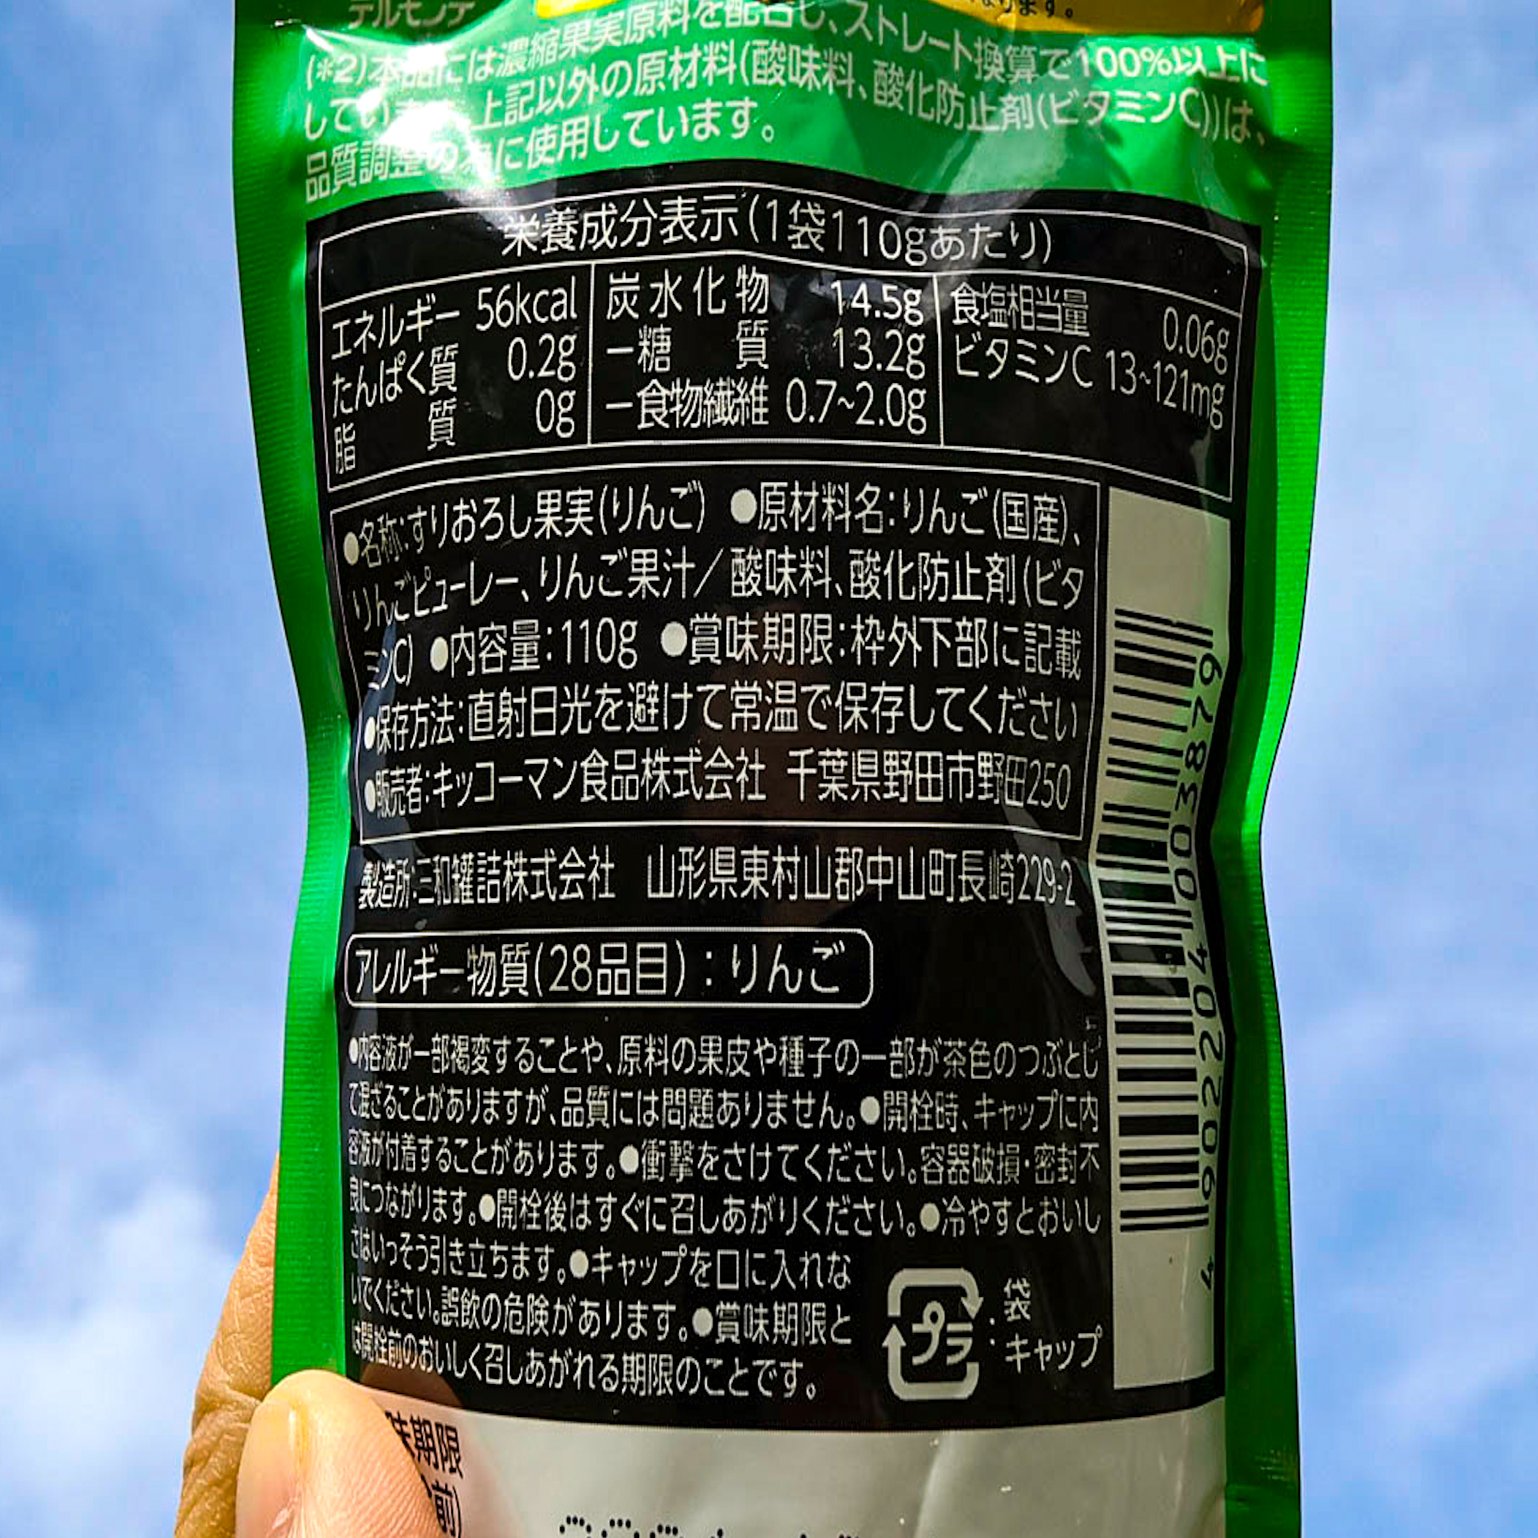 デルモンテ
(*2)本品には濃縮果実原料を配合し、ストレート換算で100%以上に
しています。上記以外の原材料(酸味料、酸化防止剤(ビタミンC))は、
品質調整の為に使用しています。
栄養成分表示(1袋110gあたり)
エネルギー 56kcal
たんぱく質 0.2g
脂質 0g
炭水化物 14.5g
−糖質 13.2g
−食物繊維 0.7~2.0g
食塩相当量 0.06g
ビタミンC 13~121mg
●名称:すりおろし果実(りんご) ●原材料名:りんご(国産)、
りんごピューレー、りんご果汁/酸味料、酸化防止剤(ビタ
ミンC) ●内容量:110g ●賞味期限:枠外下部に記載
●保存方法:直射日光を避けて常温で保存してください
●販売者:キッコーマン食品株式会社 千葉県野田市野田250
製造所:三和罐詰株式会社 山形県東村山郡中山町長崎229-2
アレルギー物質(28品目):りんご
●内容液が一部褐変することや、原料の果皮や種子の一部が茶色のつぶとし
て混ざることがありますが、品質には問題ありません。●開栓時、キャップに内
容液が付着することがあります。●衝撃をさけてください。容器破損・密封不
良につながります。●開栓後はすぐに召しあがりください。●冷やすとおいし
さはいっそう引き立ちます。●キャップを口に入れな
いでください。誤飲の危険があります。●賞味期限と
は開栓前のおいしく召しあがれる期限のことです。
プラ:袋
キャップ
4902204003879
味期限
前)